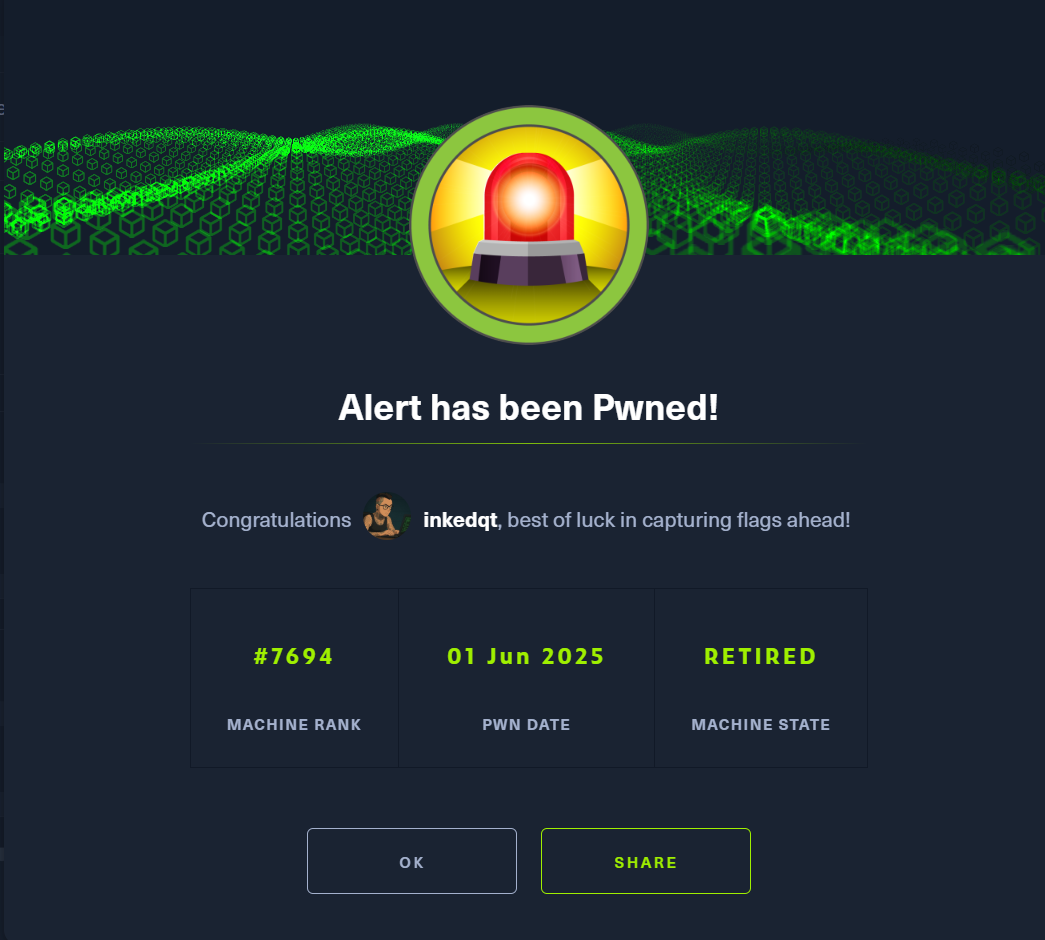 Alert has been Pwned!
Congratulations inkedqt, best of luck in capturing flags ahead!
#7694 01 Jun 2025 RETIRED
MACHINE RANK PWN DATE MACHINE STATE
OK SHARE